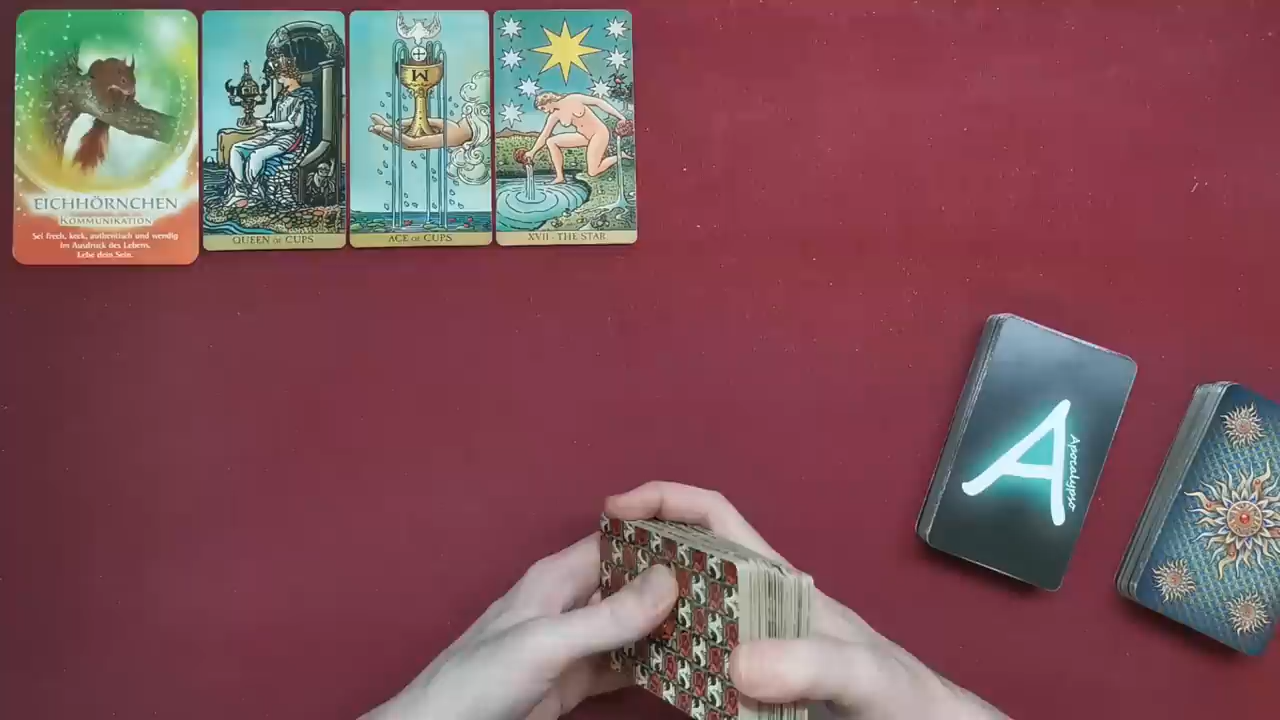 EICHHÖRNCHEN
KOMMUNIKATION
Sei frech, keck, authentisch und wendig
im Ausdruck des Lebens.
Lebe dein Sein.
QUEEN OF CUPS
W
ACE OF CUPS
XVII - THE STAR
A
Apocalypso